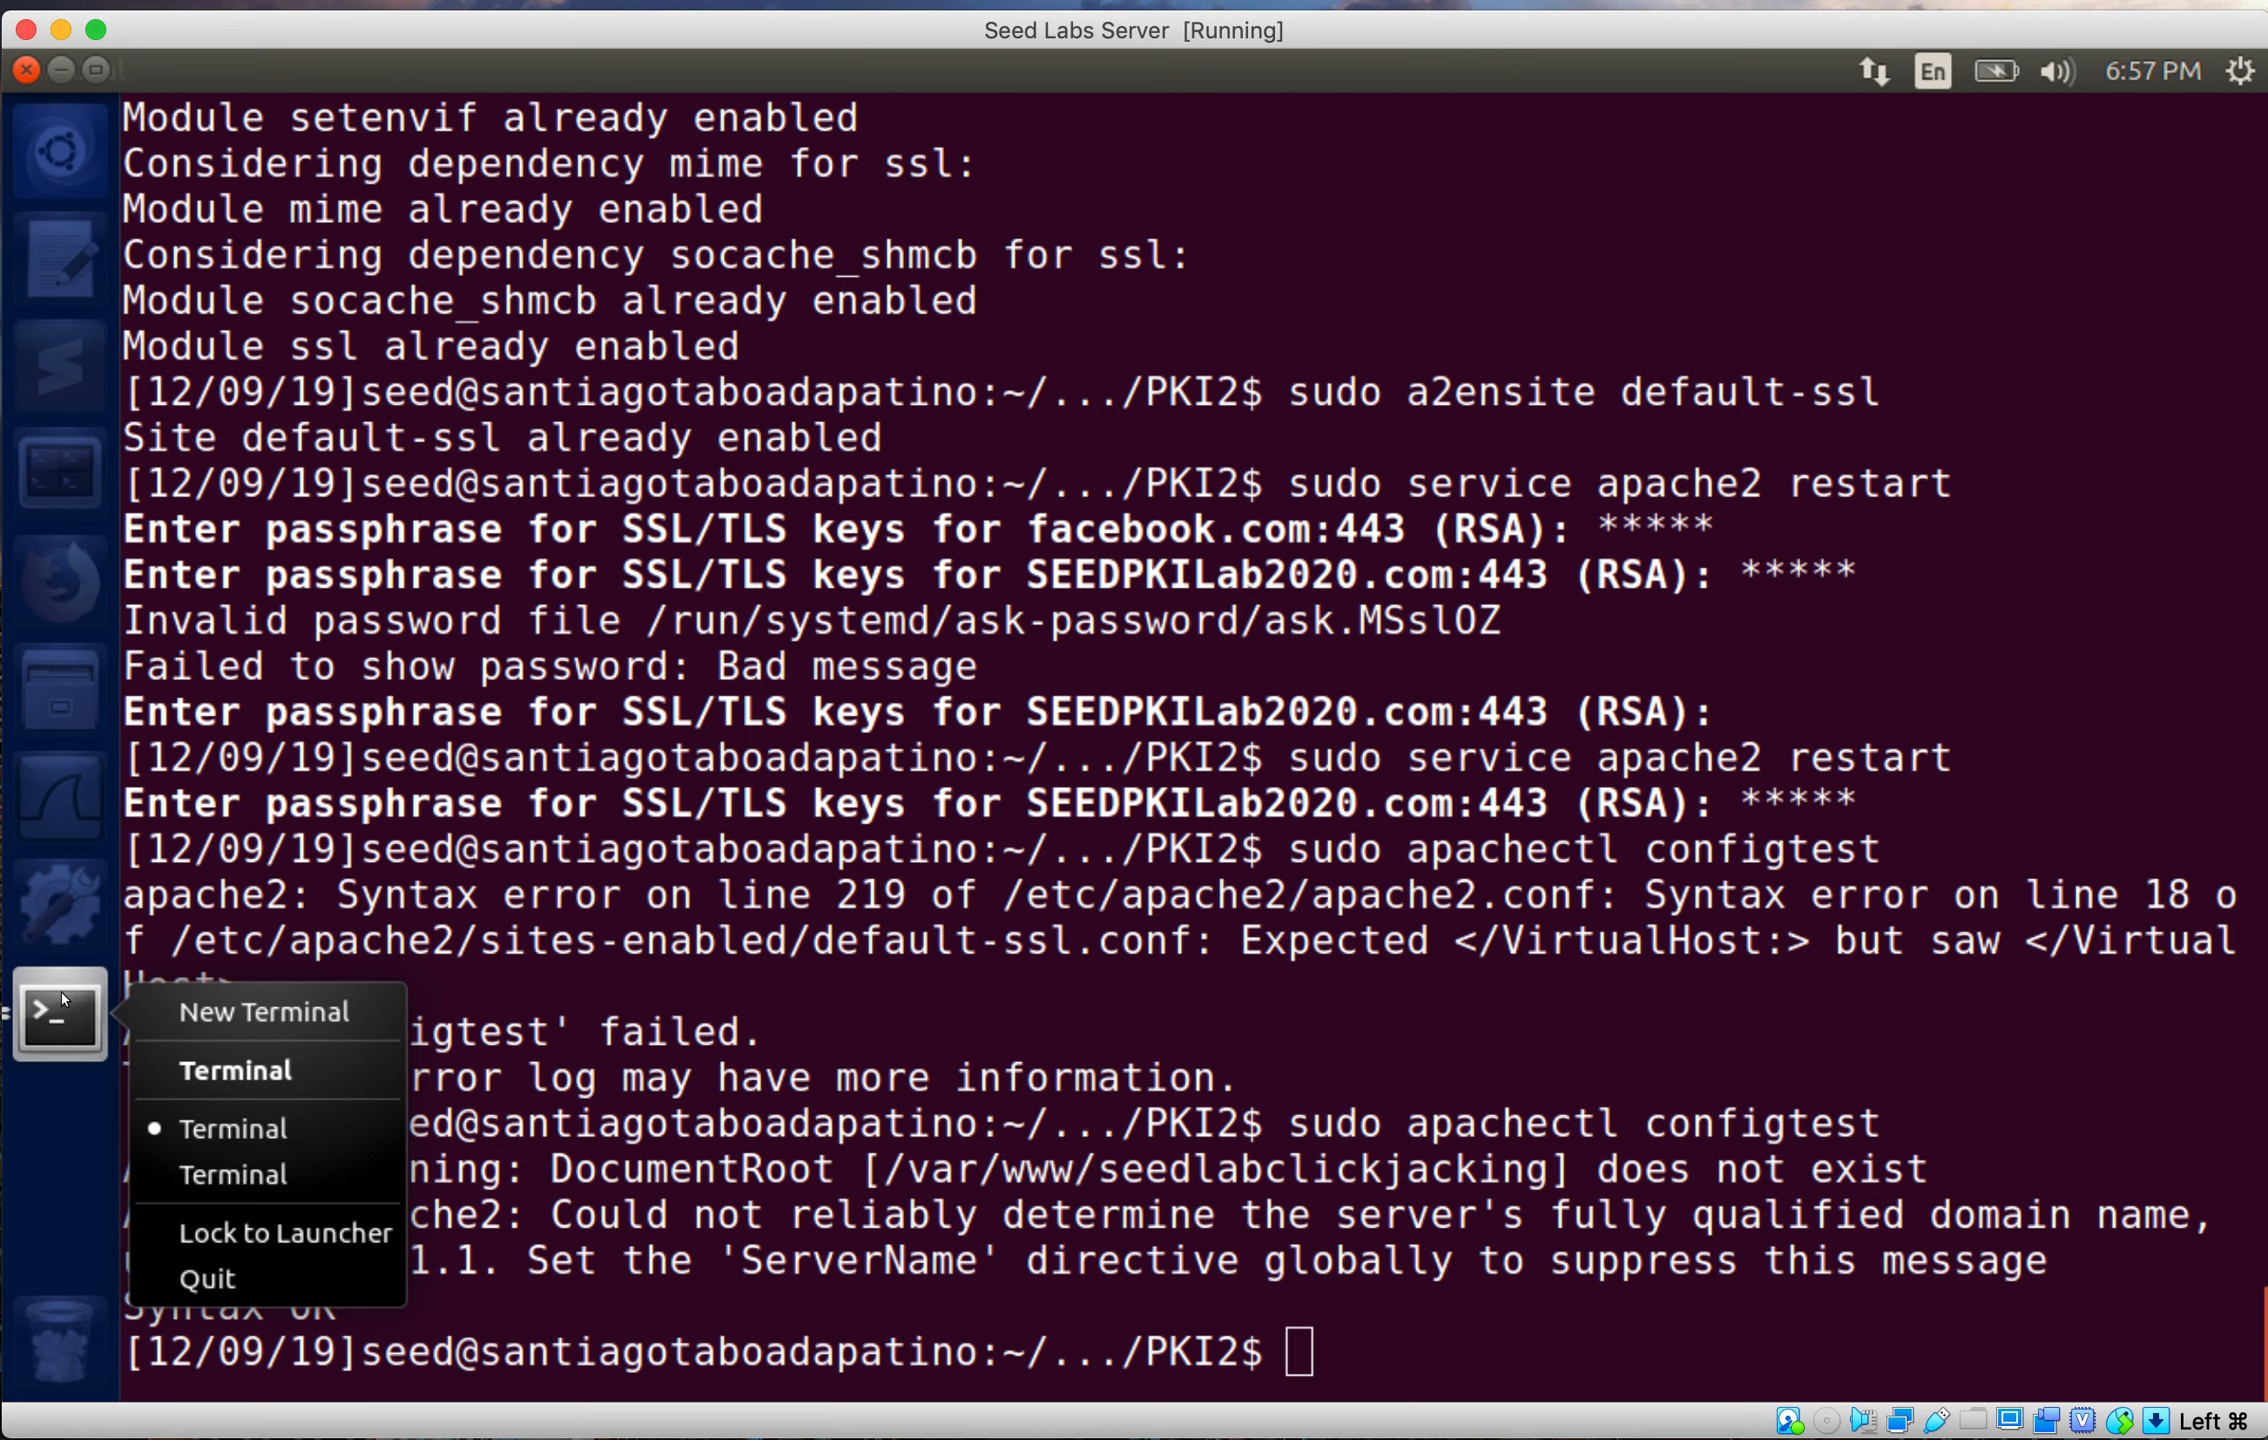 Seed Labs Server [Running]
En
6:57 PM
Module setenvif already enabled
Considering dependency mime for ssl:
Module mime already enabled
Considering dependency socache_shmcb for ssl:
Module socache_shmcb already enabled
Module ssl already enabled
[12/09/19]seed@santiagotaboadapatino:~/.../PKI2$ sudo a2ensite default-ssl
Site default-ssl already enabled
[12/09/19]seed@santiagotaboadapatino:~/.../PKI2$ sudo service apache2 restart
Enter passphrase for SSL/TLS keys for facebook.com:443 (RSA): *****
Enter passphrase for SSL/TLS keys for SEEDPKILab2020.com:443 (RSA): *****
Invalid password file /run/systemd/ask-password/ask.MSslOZ
Failed to show password: Bad message
Enter passphrase for SSL/TLS keys for SEEDPKILab2020.com:443 (RSA):
[12/09/19]seed@santiagotaboadapatino:~/.../PKI2$ sudo service apache2 restart
Enter passphrase for SSL/TLS keys for SEEDPKILab2020.com:443 (RSA): *****
[12/09/19]seed@santiagotaboadapatino:~/.../PKI2$ sudo apachectl configtest
apache2: Syntax error on line 219 of /etc/apache2/apache2.conf: Syntax error on line 18 o
f /etc/apache2/sites-enabled/default-ssl.conf: Expected </VirtualHost:> but saw </Virtual
Host>
igtest' failed.
rror log may have more information.
ed@santiagotaboadapatino:~/.../PKI2$ sudo apachectl configtest
ning: DocumentRoot [/var/www/seedlabclickjacking] does not exist
che2: Could not reliably determine the server's fully qualified domain name,
1.1. Set the 'ServerName' directive globally to suppress this message
Syntax OK
[12/09/19]seed@santiagotaboadapatino:~/.../PKI2$
New Terminal
Terminal
Terminal
Terminal
Lock to Launcher
Quit
Left ⌘